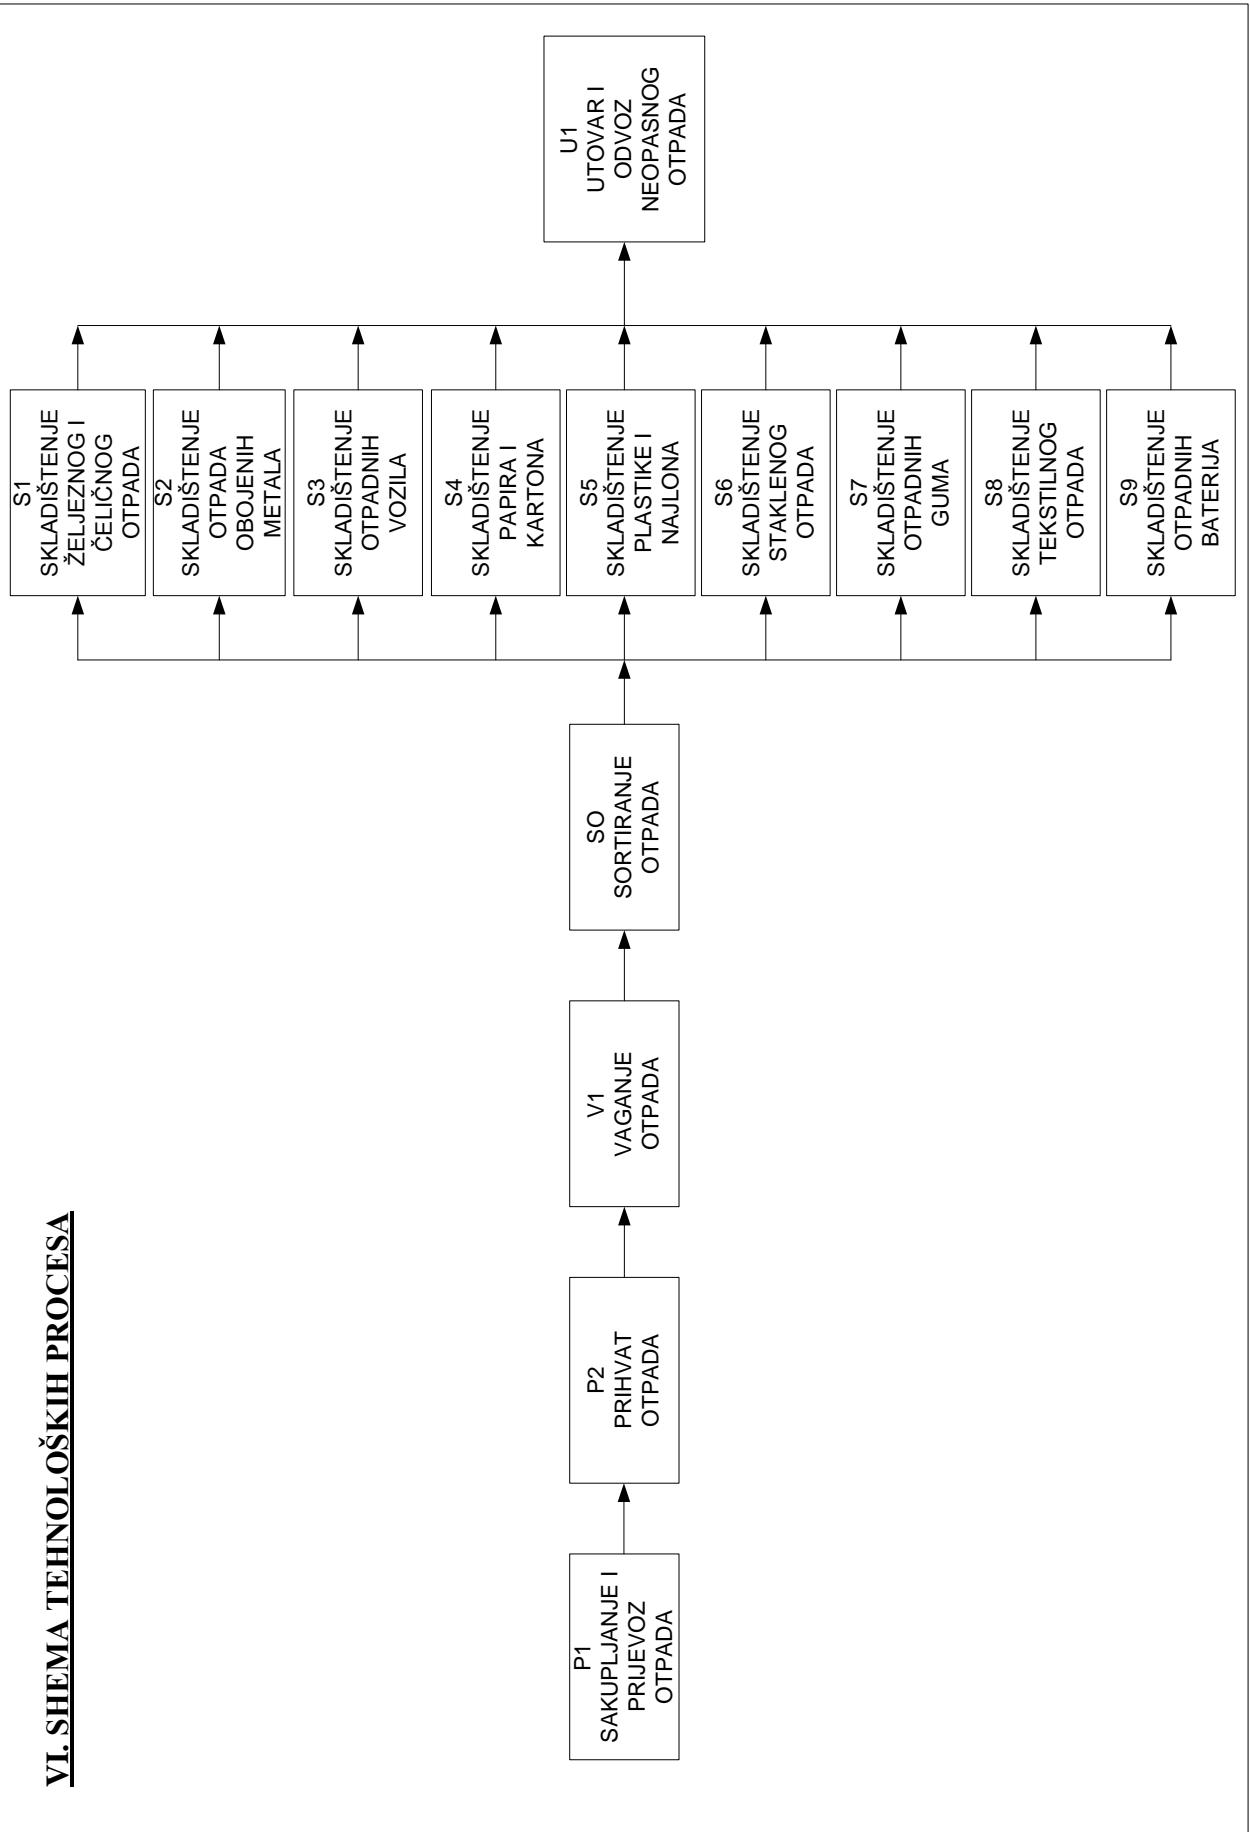 VI. SHEMA TEHNOLOŠKIH PROCESA
P1
SAKUPLJANJE I
PRIJEVOZ
OTPADA
P2
PRIHVAT
OTPADA
V1
VAGANJE
OTPADA
SO
SORTIRANJE
OTPADA
S1
SKLADIŠTENJE
ŽELJEZNOG I
ČELIČNOG
OTPADA
S2
SKLADIŠTENJE
OTPADA
OBOJENIH
METALA
S3
SKLADIŠTENJE
OTPADNIH
VOZILA
S4
SKLADIŠTENJE
PAPIRA I
KARTONA
S5
SKLADIŠTENJE
PLASTIKE I
NAJLONA
S6
SKLADIŠTENJE
STAKLENOG
OTPADA
S7
SKLADIŠTENJE
OTPADNIH
GUMA
S8
SKLADIŠTENJE
TEKSTILNOG
OTPADA
S9
SKLADIŠTENJE
OTPADNIH
BATERIJA
U1
UTOVAR I
ODVOZ
NEOPASNOG
OTPADA